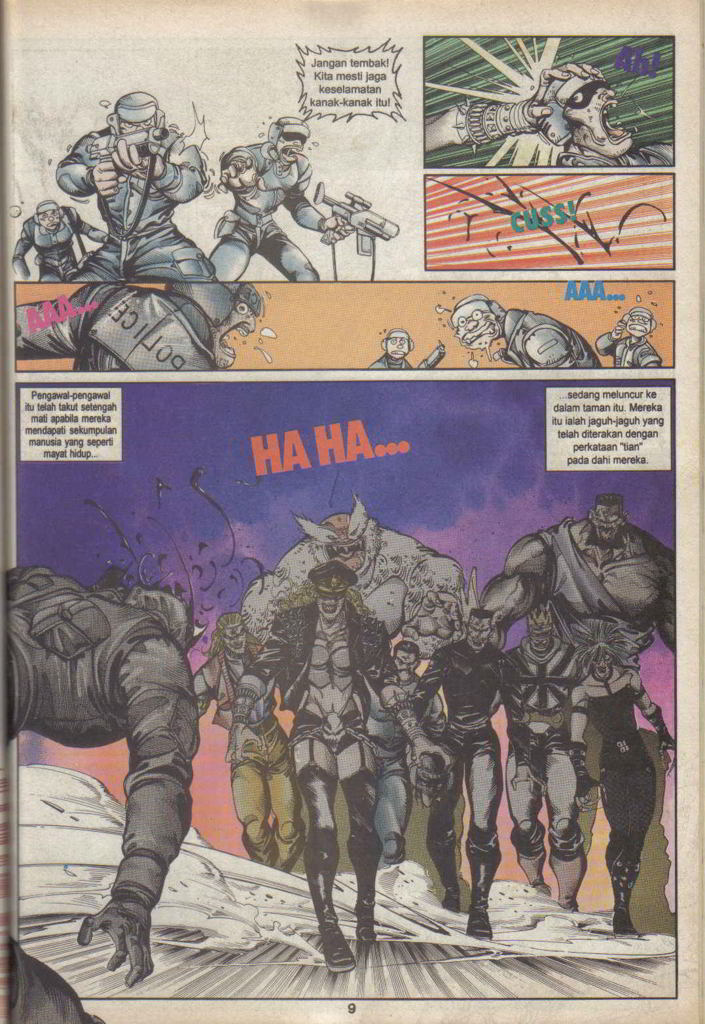 Jangan tembak!
Kita mesti jaga
keselamatan
kanak-kanak itu!
Ah!
CUSS!
AAA...
POLICE
AAA...
Pengawal-pengawal
itu telah takut setengah
mati apabila mereka
mendapati sekumpulan
manusia yang seperti
mayat hidup...
HA HA...
...sedang meluncur ke
dalam taman itu. Mereka
itu ialah jaguh-jaguh yang
telah diterakan dengan
perkataan "tian"
pada dahi mereka.
9